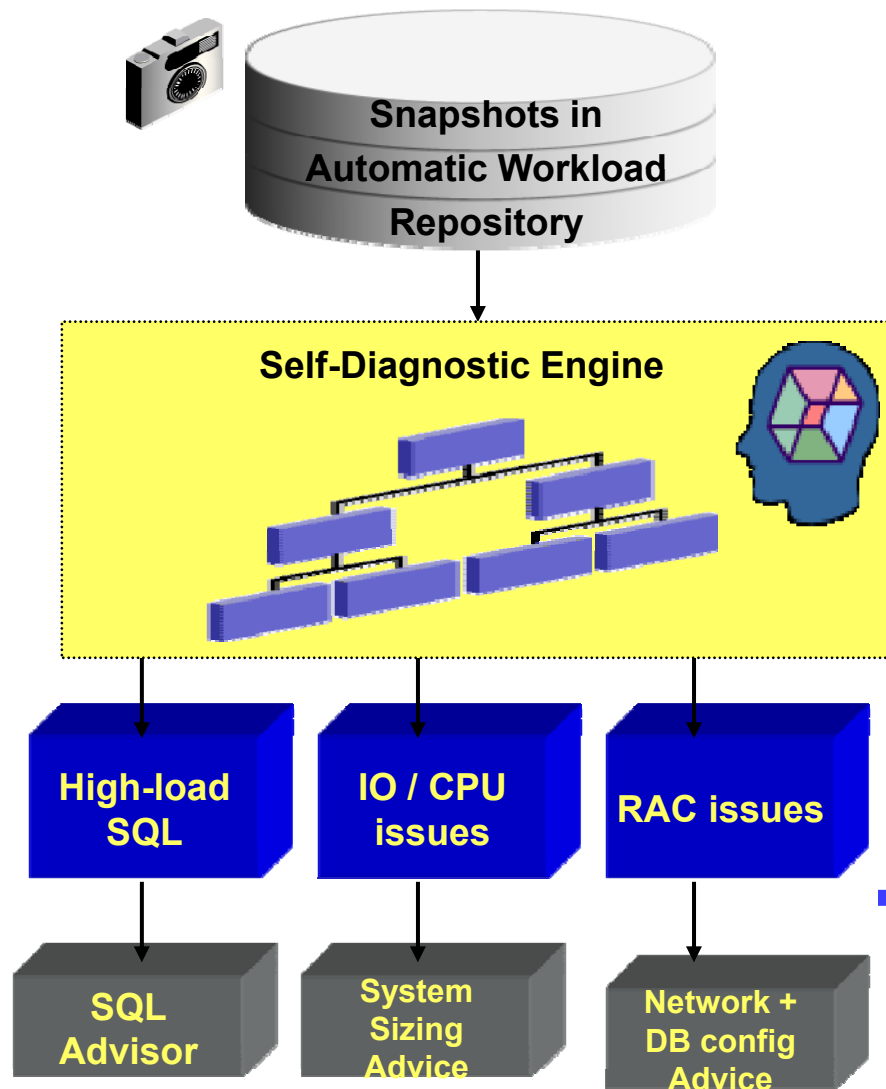 Snapshots in
Automatic Workload
Repository
Self-Diagnostic Engine
High-load
SQL
IO / CPU
issues
RAC issues
SQL
Advisor
System
Sizing
Advice
Network +
DB config
Advice